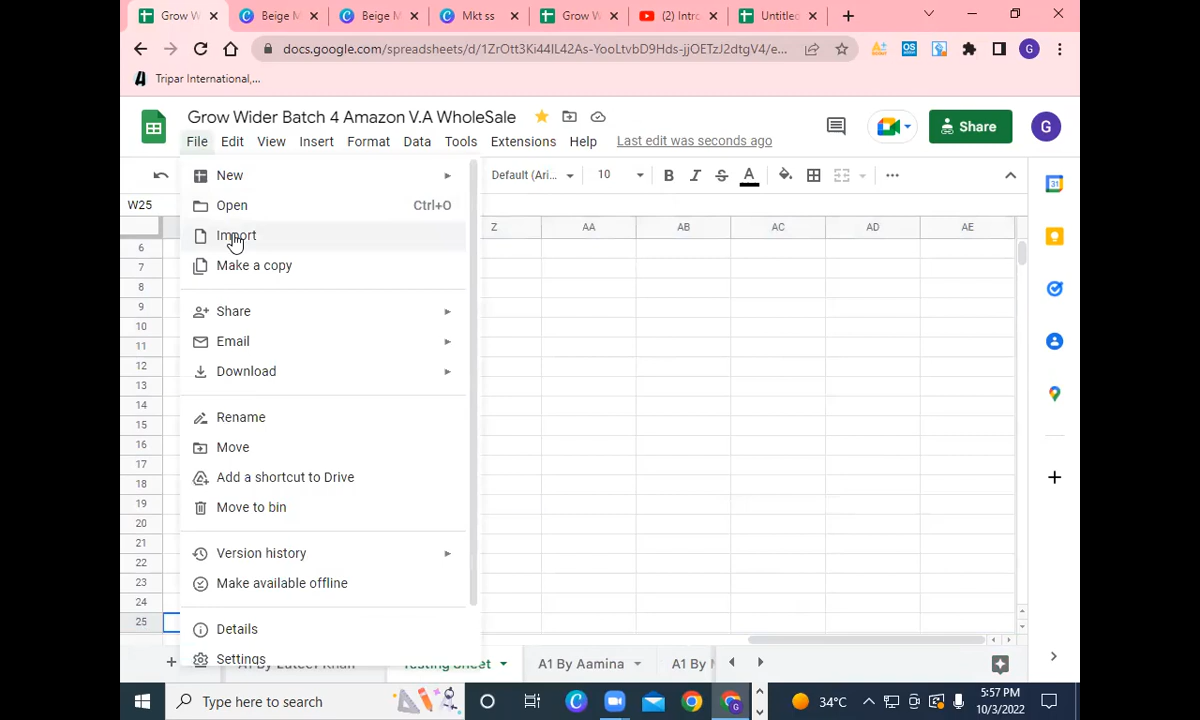 Grow W
Beige M
Beige M
Mkt ss
Grow W
(2) Intro
Untitled
docs.google.com/spreadsheets/d/1ZrOtt3Ki44IL42As-YooLtvbD9Hds-jjOETzJ2dtgV4/e...
G
Tripar International,...
Grow Wider Batch 4 Amazon V.A WholeSale
Share
G
File Edit View Insert Format Data Tools Extensions Help Last edit was seconds ago
Default (Ari... 10 B I S A
W25
Z AA AB AC AD AE
6
7
8
9
10
11
12
13
14
15
16
17
18
19
20
21
22
23
24
25
New
Open Ctrl+O
Import
Make a copy
Share
Email
Download
Rename
Move
Add a shortcut to Drive
Move to bin
Version history
Make available offline
Details
Settings
Testing Sheet
A1 By Aamina
A1 By
Type here to search
34°C
5:57 PM
10/3/2022